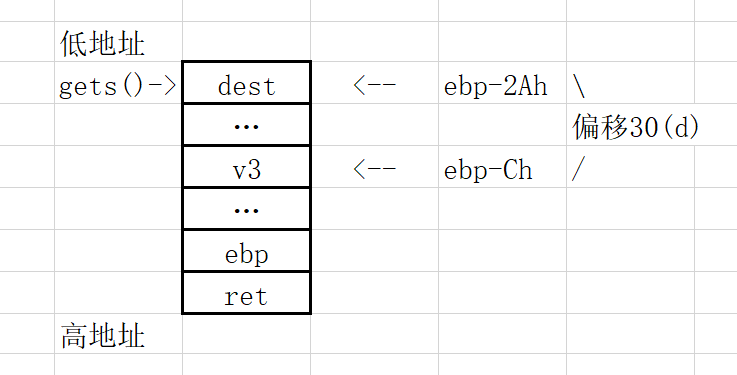 低地址
gets()-> dest <-- ebp-2Ah \
… 偏移30(d)
v3 <-- ebp-Ch /
…
ebp
ret
高地址